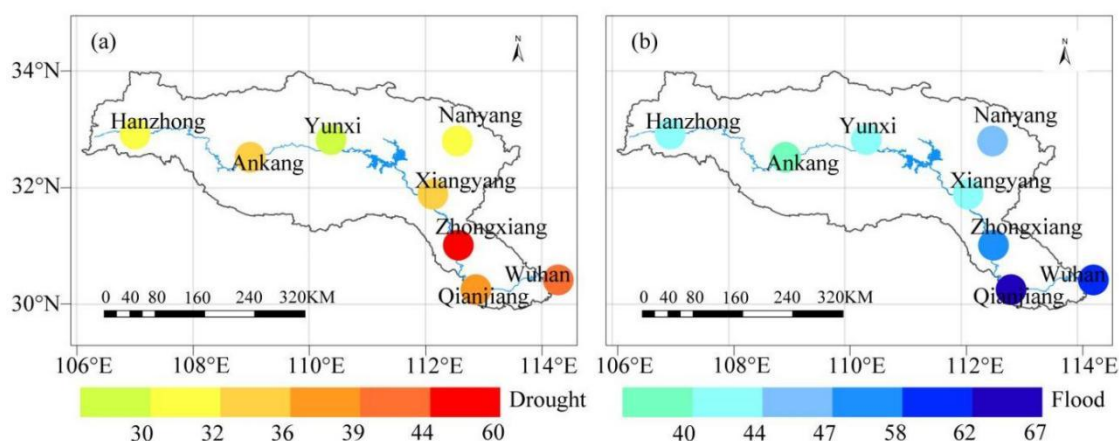 (a)
N
34°N
32°N
30°N
Hanzhong
Ankang
Yunxi
Nanyang
Xiangyang
Zhongxiang
Qianjiang
Wuhan
0 40 80 160 240 320KM
106°E 108°E 110°E 112°E 114°E
Drought
30 32 36 39 44 60
(b)
N
Hanzhong
Ankang
Yunxi
Nanyang
Xiangyang
Zhongxiang
Qianjiang
Wuhan
0 40 80 160 240 320KM
106°E 108°E 110°E 112°E 114°E
Flood
40 44 47 58 62 67